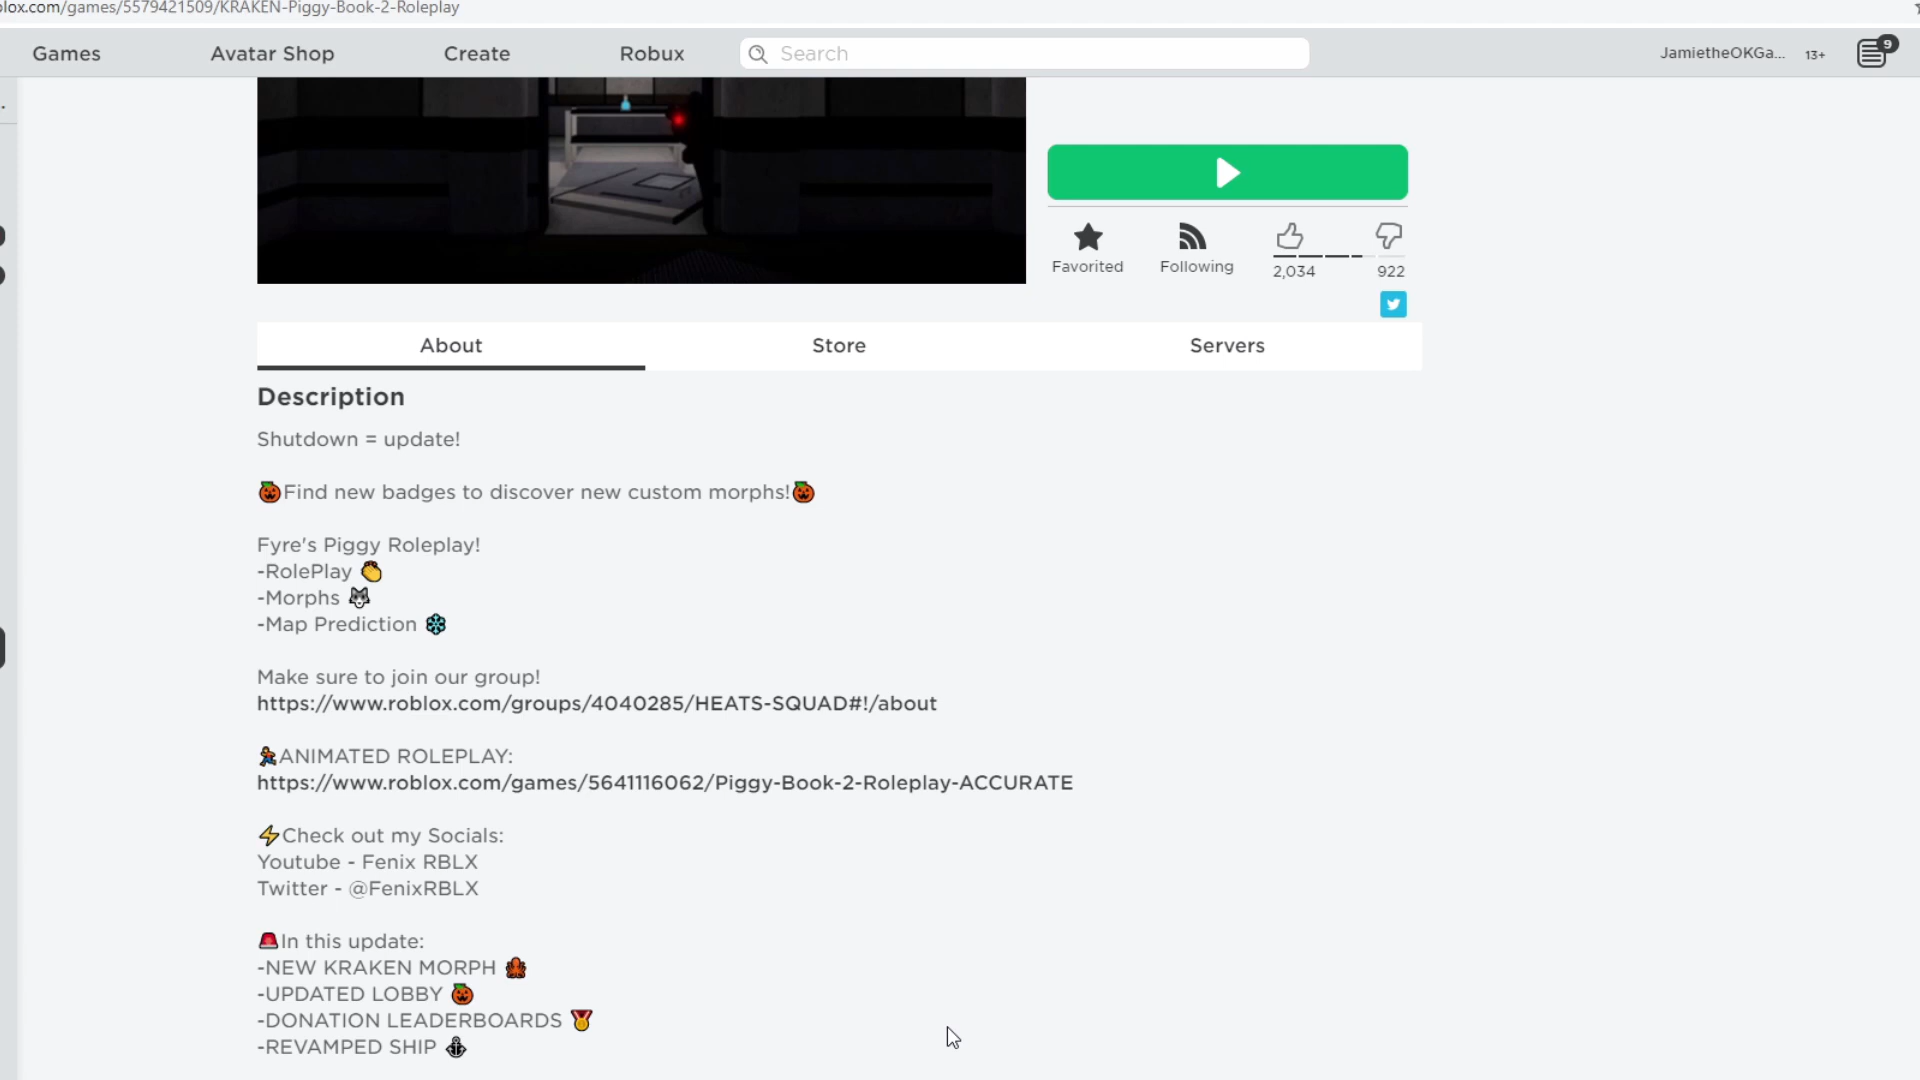 olox.com/games/5579421509/KRAKEN-Piggy-Book-2-Roleplay
Games Avatar Shop Create Robux Search JamietheOKGa... 13+ 9
Favorited Following 2,034 922
About Store Servers
Description
Shutdown = update!
🎃Find new badges to discover new custom morphs!🎃
Fyre's Piggy Roleplay!
-RolePlay 👏
-Morphs 🐺
-Map Prediction ❄
Make sure to join our group!
https://www.roblox.com/groups/4040285/HEATS-SQUAD#!/about
🏃ANIMATED ROLEPLAY:
https://www.roblox.com/games/5641116062/Piggy-Book-2-Roleplay-ACCURATE
⚡Check out my Socials:
Youtube - Fenix RBLX
Twitter - @FenixRBLX
🚨In this update:
-NEW KRAKEN MORPH 🐙
-UPDATED LOBBY 🎃
-DONATION LEADERBOARDS 🏅
-REVAMPED SHIP ⚓